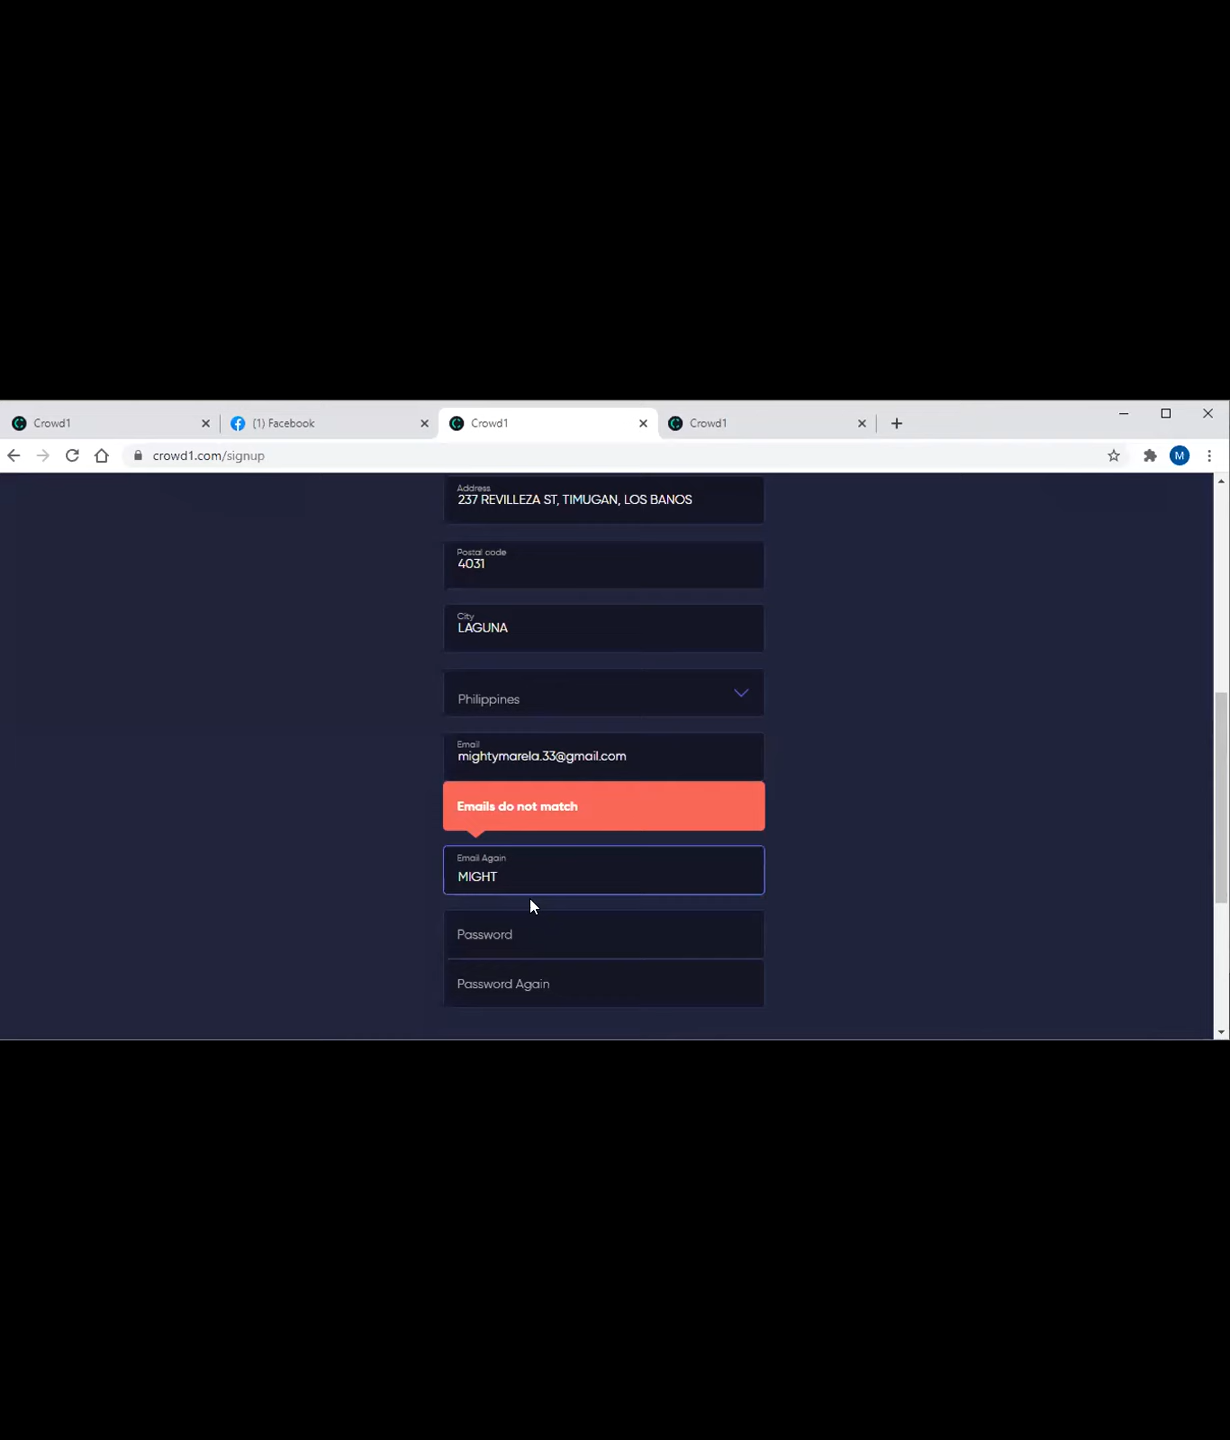 Crowd1
(1) Facebook
Crowd1
Crowd1
crowd1.com/signup
M
Address
237 REVILLEZA ST, TIMUGAN, LOS BANOS
Postal code
4031
City
LAGUNA
Philippines
Email
mightymarela.33@gmail.com
Emails do not match
Email Again
MIGHT
Password
Password Again